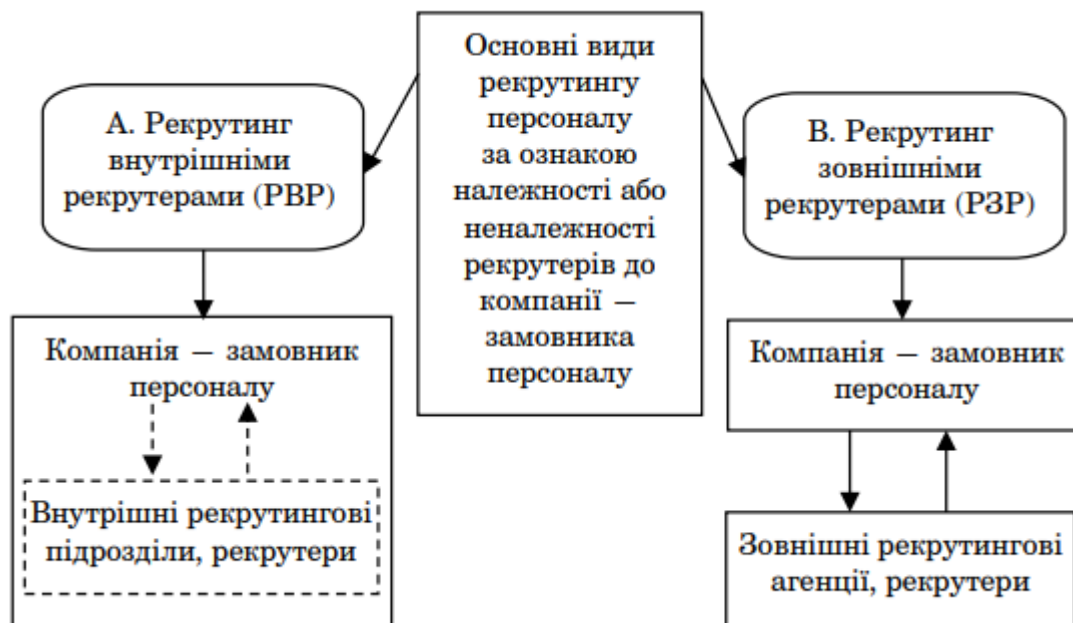 Основні види
рекрутингу
персоналу
за ознакою
належності або
неналежності
рекрутерів до
компанії —
замовника
персоналу
А. Рекрутинг
внутрішніми
рекрутерами (РВР)
Компанія — замовник
персоналу
Внутрішні рекрутингові
підрозділи, рекрутери
В. Рекрутинг
зовнішніми
рекрутерами (РЗР)
Компанія — замовник
персоналу
Зовнішні рекрутингові
агенції, рекрутери